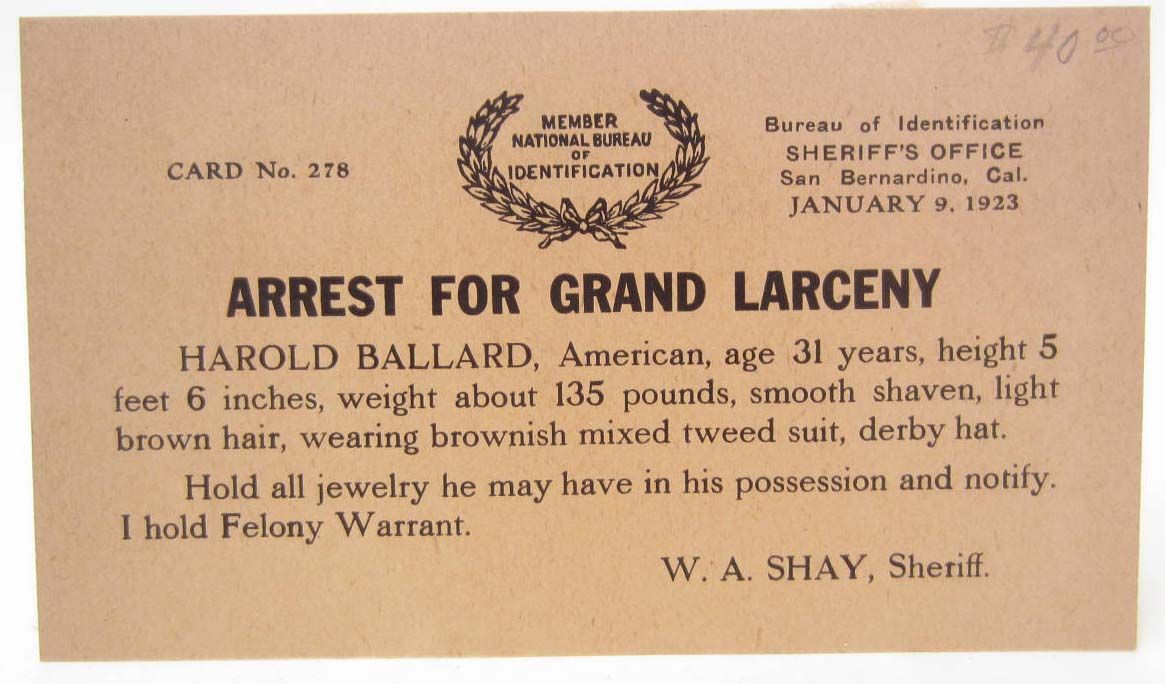 $ 40 00
MEMBER
NATIONAL BUREAU
OF
IDENTIFICATION
CARD No. 278
Bureau of Identification
SHERIFF'S OFFICE
San Bernardino, Cal.
JANUARY 9, 1923
ARREST FOR GRAND LARCENY
HAROLD BALLARD, American, age 31 years, height 5
feet 6 inches, weight about 135 pounds, smooth shaven, light
brown hair, wearing brownish mixed tweed suit, derby hat.
Hold all jewelry he may have in his possession and notify.
I hold Felony Warrant.
W. A. SHAY, Sheriff.